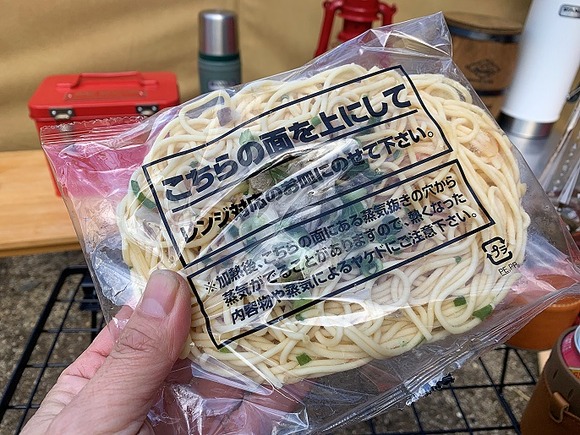 こちらの面を上にして
レンジ対応のお皿にのせて下さい。
※加熱後、こちらの面にある蒸気抜きの穴から
蒸気がでることがありますので、熱くなった
内容物や蒸気によるヤケドにご注意下さい。
プラ
PE,PP